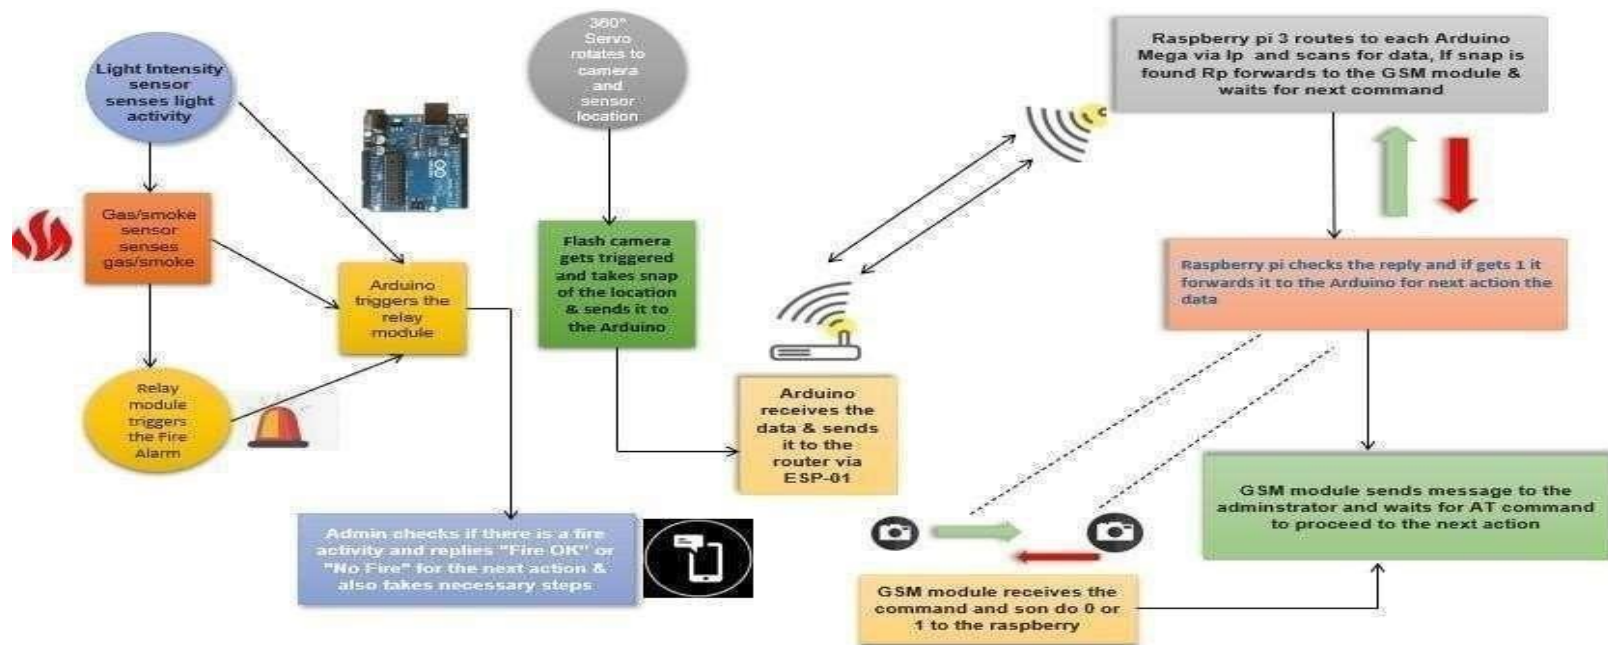 Light Intensity
sensor
senses light
activity
Gas/smoke
sensor
senses
gas/smoke
Relay
module
triggers
the Fire
Alarm
Arduino
triggers the
relay
module
360°
Servo
rotates to
camera
and
sensor
location
Flash camera
gets triggered
and takes snap
of the location
& sends it to
the Arduino
Admin checks if there is a fire
activity and replies "Fire OK" or
"No Fire" for the next action &
also takes necessary steps
Arduino
receives the
data & sends
it to the
router via
ESP-01
Raspberry pi 3 routes to each Arduino
Mega via Ip and scans for data, If snap is
found Rp forwards to the GSM module &
waits for next command
Raspberry pi checks the reply and if gets 1 it
forwards it to the Arduino for next action the
data
GSM module sends message to the
adminstrator and waits for AT command
to proceed to the next action
GSM module receives the
command and son do 0 or
1 to the raspberry